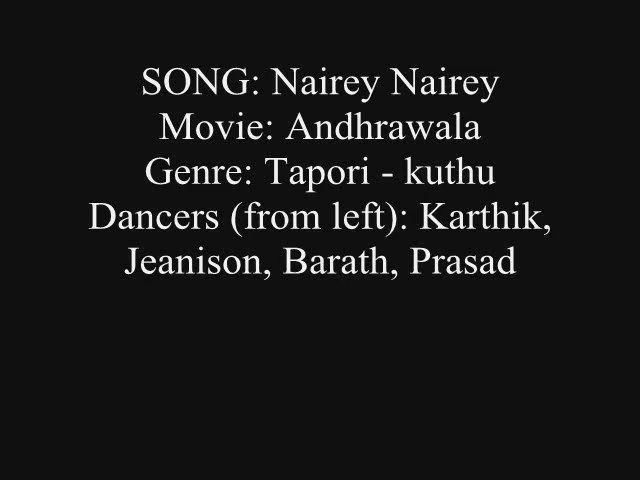 SONG: Nairey Nairey
Movie: Andhrawala
Genre: Tapori - kuthu
Dancers (from left): Karthik,
Jeanison, Barath, Prasad